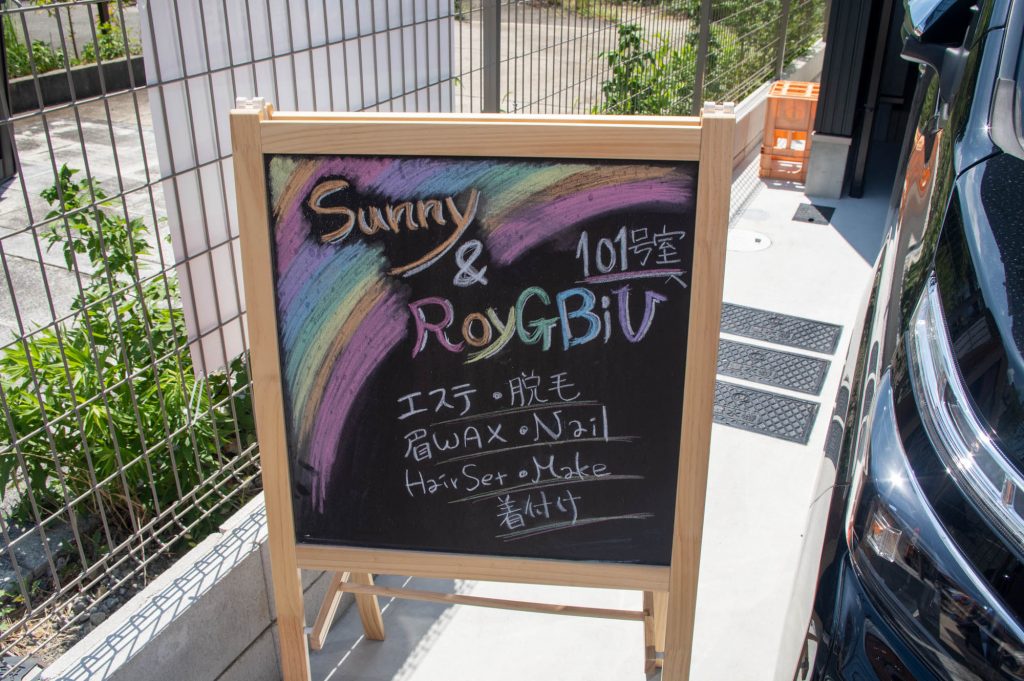 Sunny
&
101号室
RoyGBiV
エステ・脱毛
眉WAX・Nail
HairSet・Make
着付け